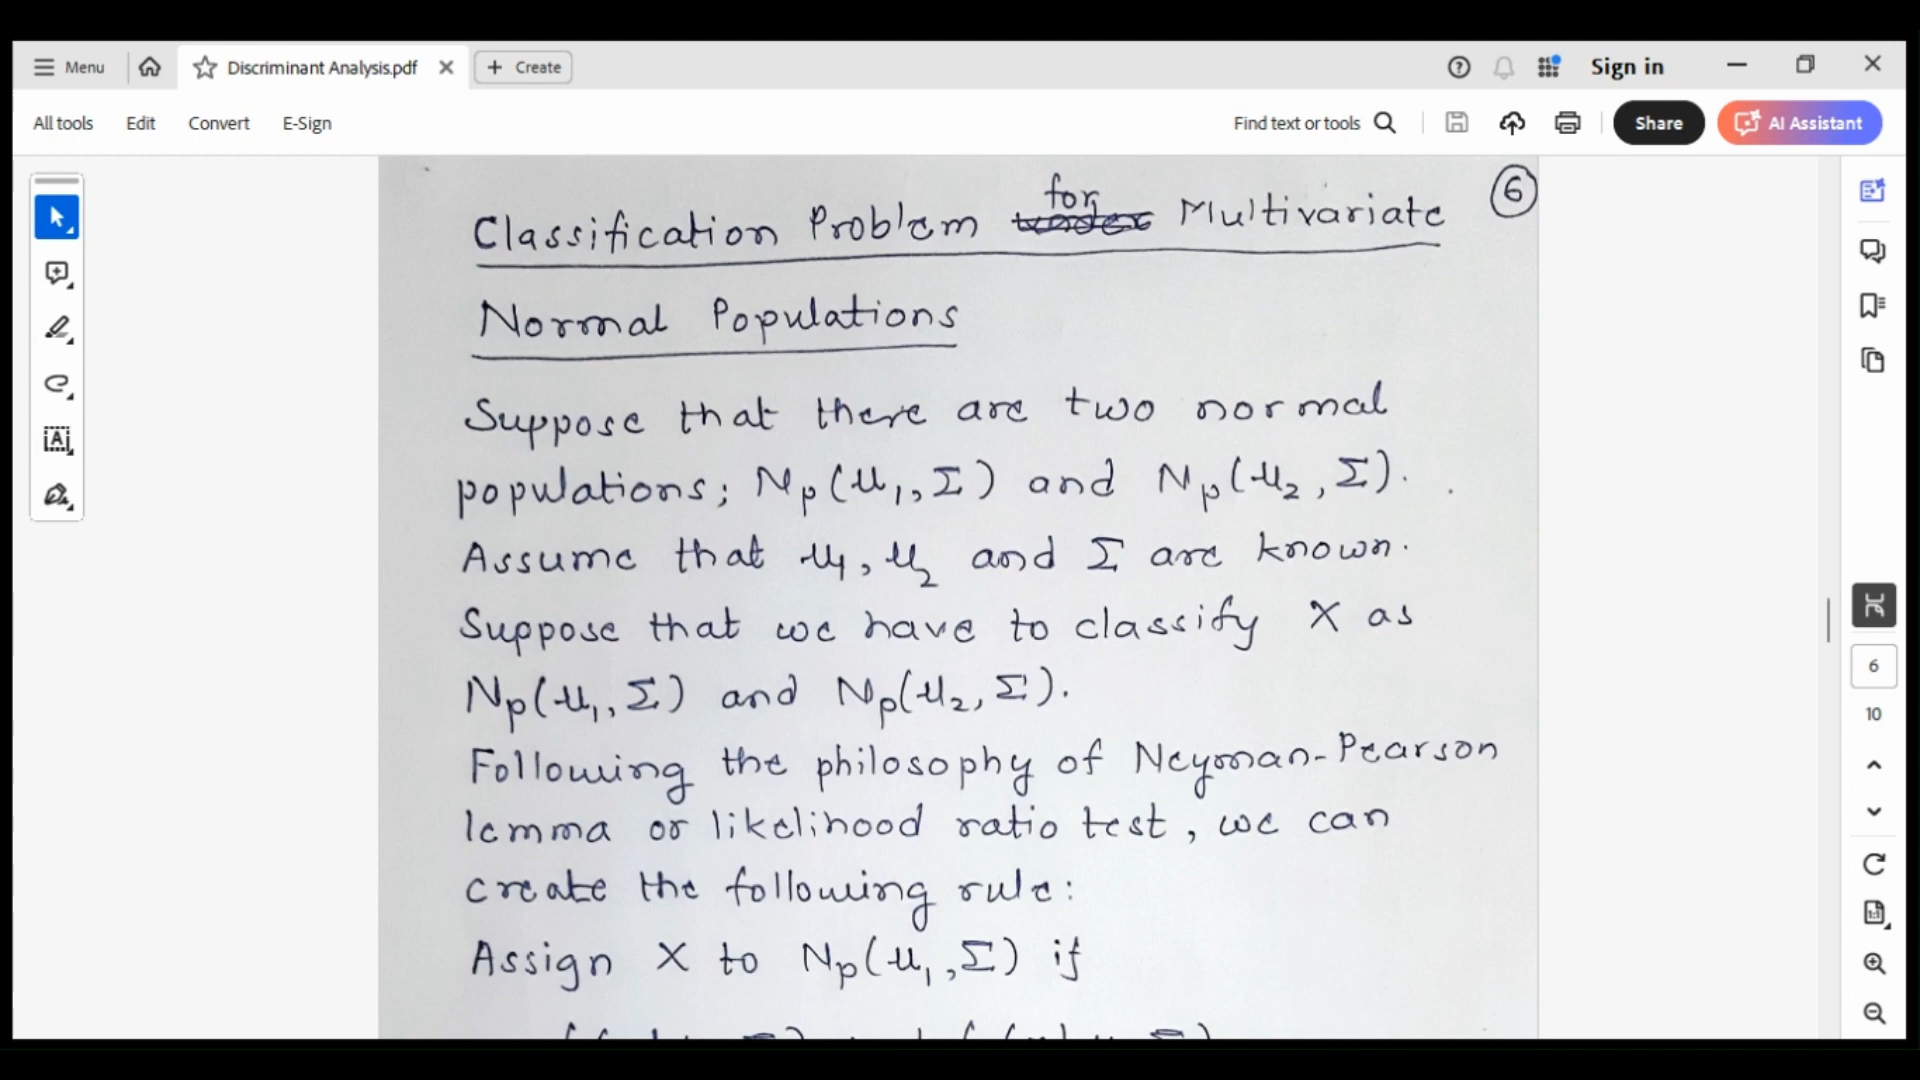 Menu
Discriminant Analysis.pdf
Create
Sign in
All tools
Edit
Convert
E-Sign
Find text or tools
Share
AI Assistant
6
for
Classification Problem Multivariate
Normal Populations
Suppose that there are two normal
populations; Np(μ1, Σ) and Np(μ2, Σ).
Assume that μ1, μ2 and Σ are known.
Suppose that we have to classify X as
Np(μ1, Σ) and Np(μ2, Σ).
Following the philosophy of Neyman-Pearson
lemma or likelihood ratio test, we can
create the following rule:
Assign X to Np(μ1, Σ) if
6
10